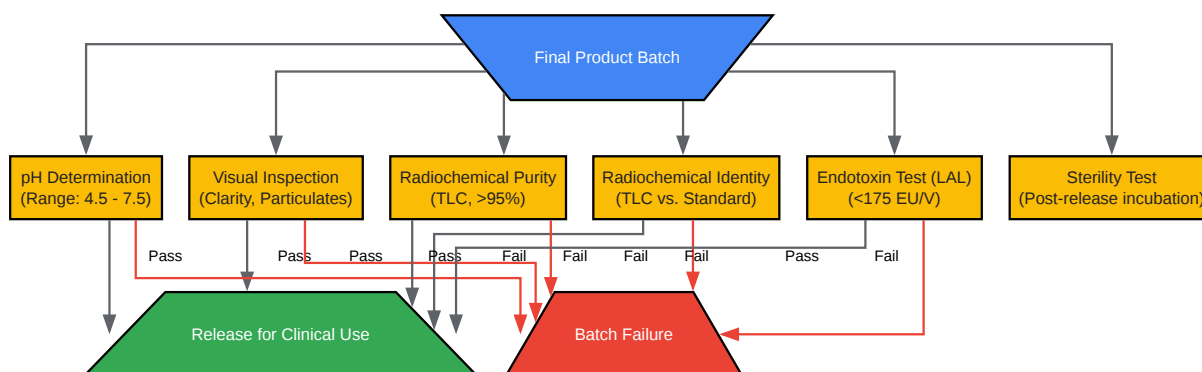 Final Product Batch
pH Determination
(Range: 4.5 - 7.5)
Visual Inspection
(Clarity, Particulates)
Radiochemical Purity
(TLC, >95%)
Radiochemical Identity
(TLC vs. Standard)
Endotoxin Test (LAL)
(<175 EU/V)
Sterility Test
(Post-release incubation)
Pass
Pass
Pass
Pass
Fail
Fail
Fail
Fail
Pass
Fail
Release for Clinical Use
Batch Failure